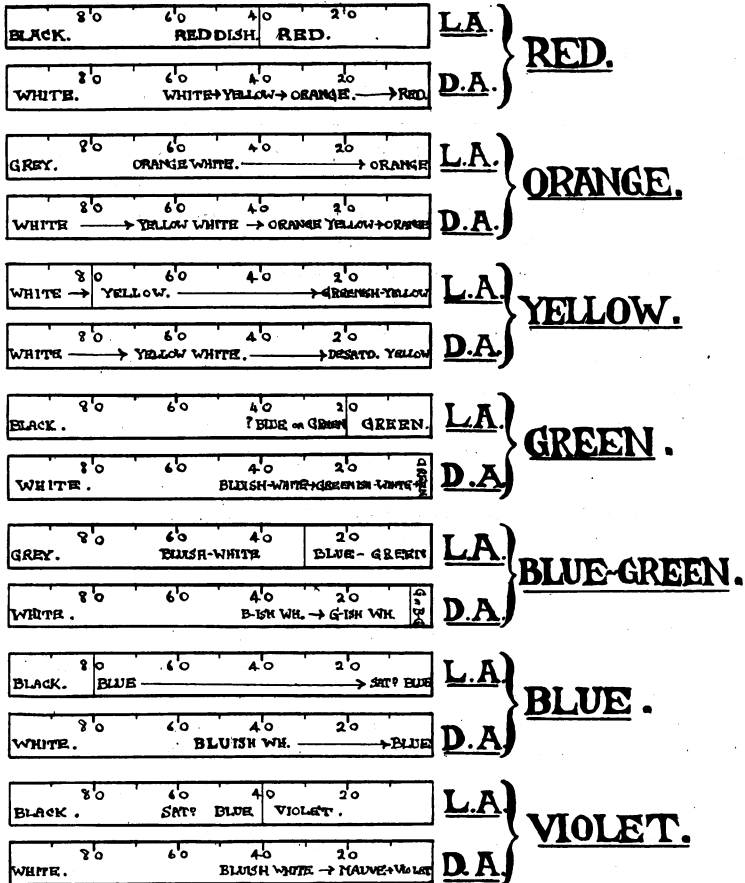 80 60 40 20
BLACK. REDDISH. RED. L.A.
RED.
80 60 40 20
WHITE. WHITE→YELLOW→ORANGE.→RED. D.A.
80 60 40 20
GREY. ORANGE WHITE.→ORANGE L.A.
ORANGE.
80 60 40 20
WHITE→YELLOW WHITE→ORANGE YELLOW→ORANGE D.A.
80 60 40 20
WHITE→YELLOW.→GREENISH-YELLOW L.A.
YELLOW.
80 60 40 20
WHITE→YELLOW WHITE.→DESATD. YELLOW D.A.
80 60 40 20
BLACK. ? BLUE OR GREEN GREEN. L.A.
GREEN.
80 60 40 20
WHITE. BLUISH-WHITE→GREENISH-WHITE→GREEN D.A.
80 60 40 20
GREY. BLUISH-WHITE BLUE-GREEN L.A.
BLUE-GREEN.
80 60 40 20
WHITE. B-ISH WH.→G-ISH WH. D.A.
80 60 40 20
BLACK. BLUE→SATD BLUE L.A.
BLUE.
80 60 40 20
WHITE. BLUISH WH.→BLUE D.A.
80 60 40 20
BLACK. SATD BLUE VIOLET. L.A.
VIOLET.
80 60 40 20
WHITE. BLUISH WHITE→MAUVE→VIOLET D.A.